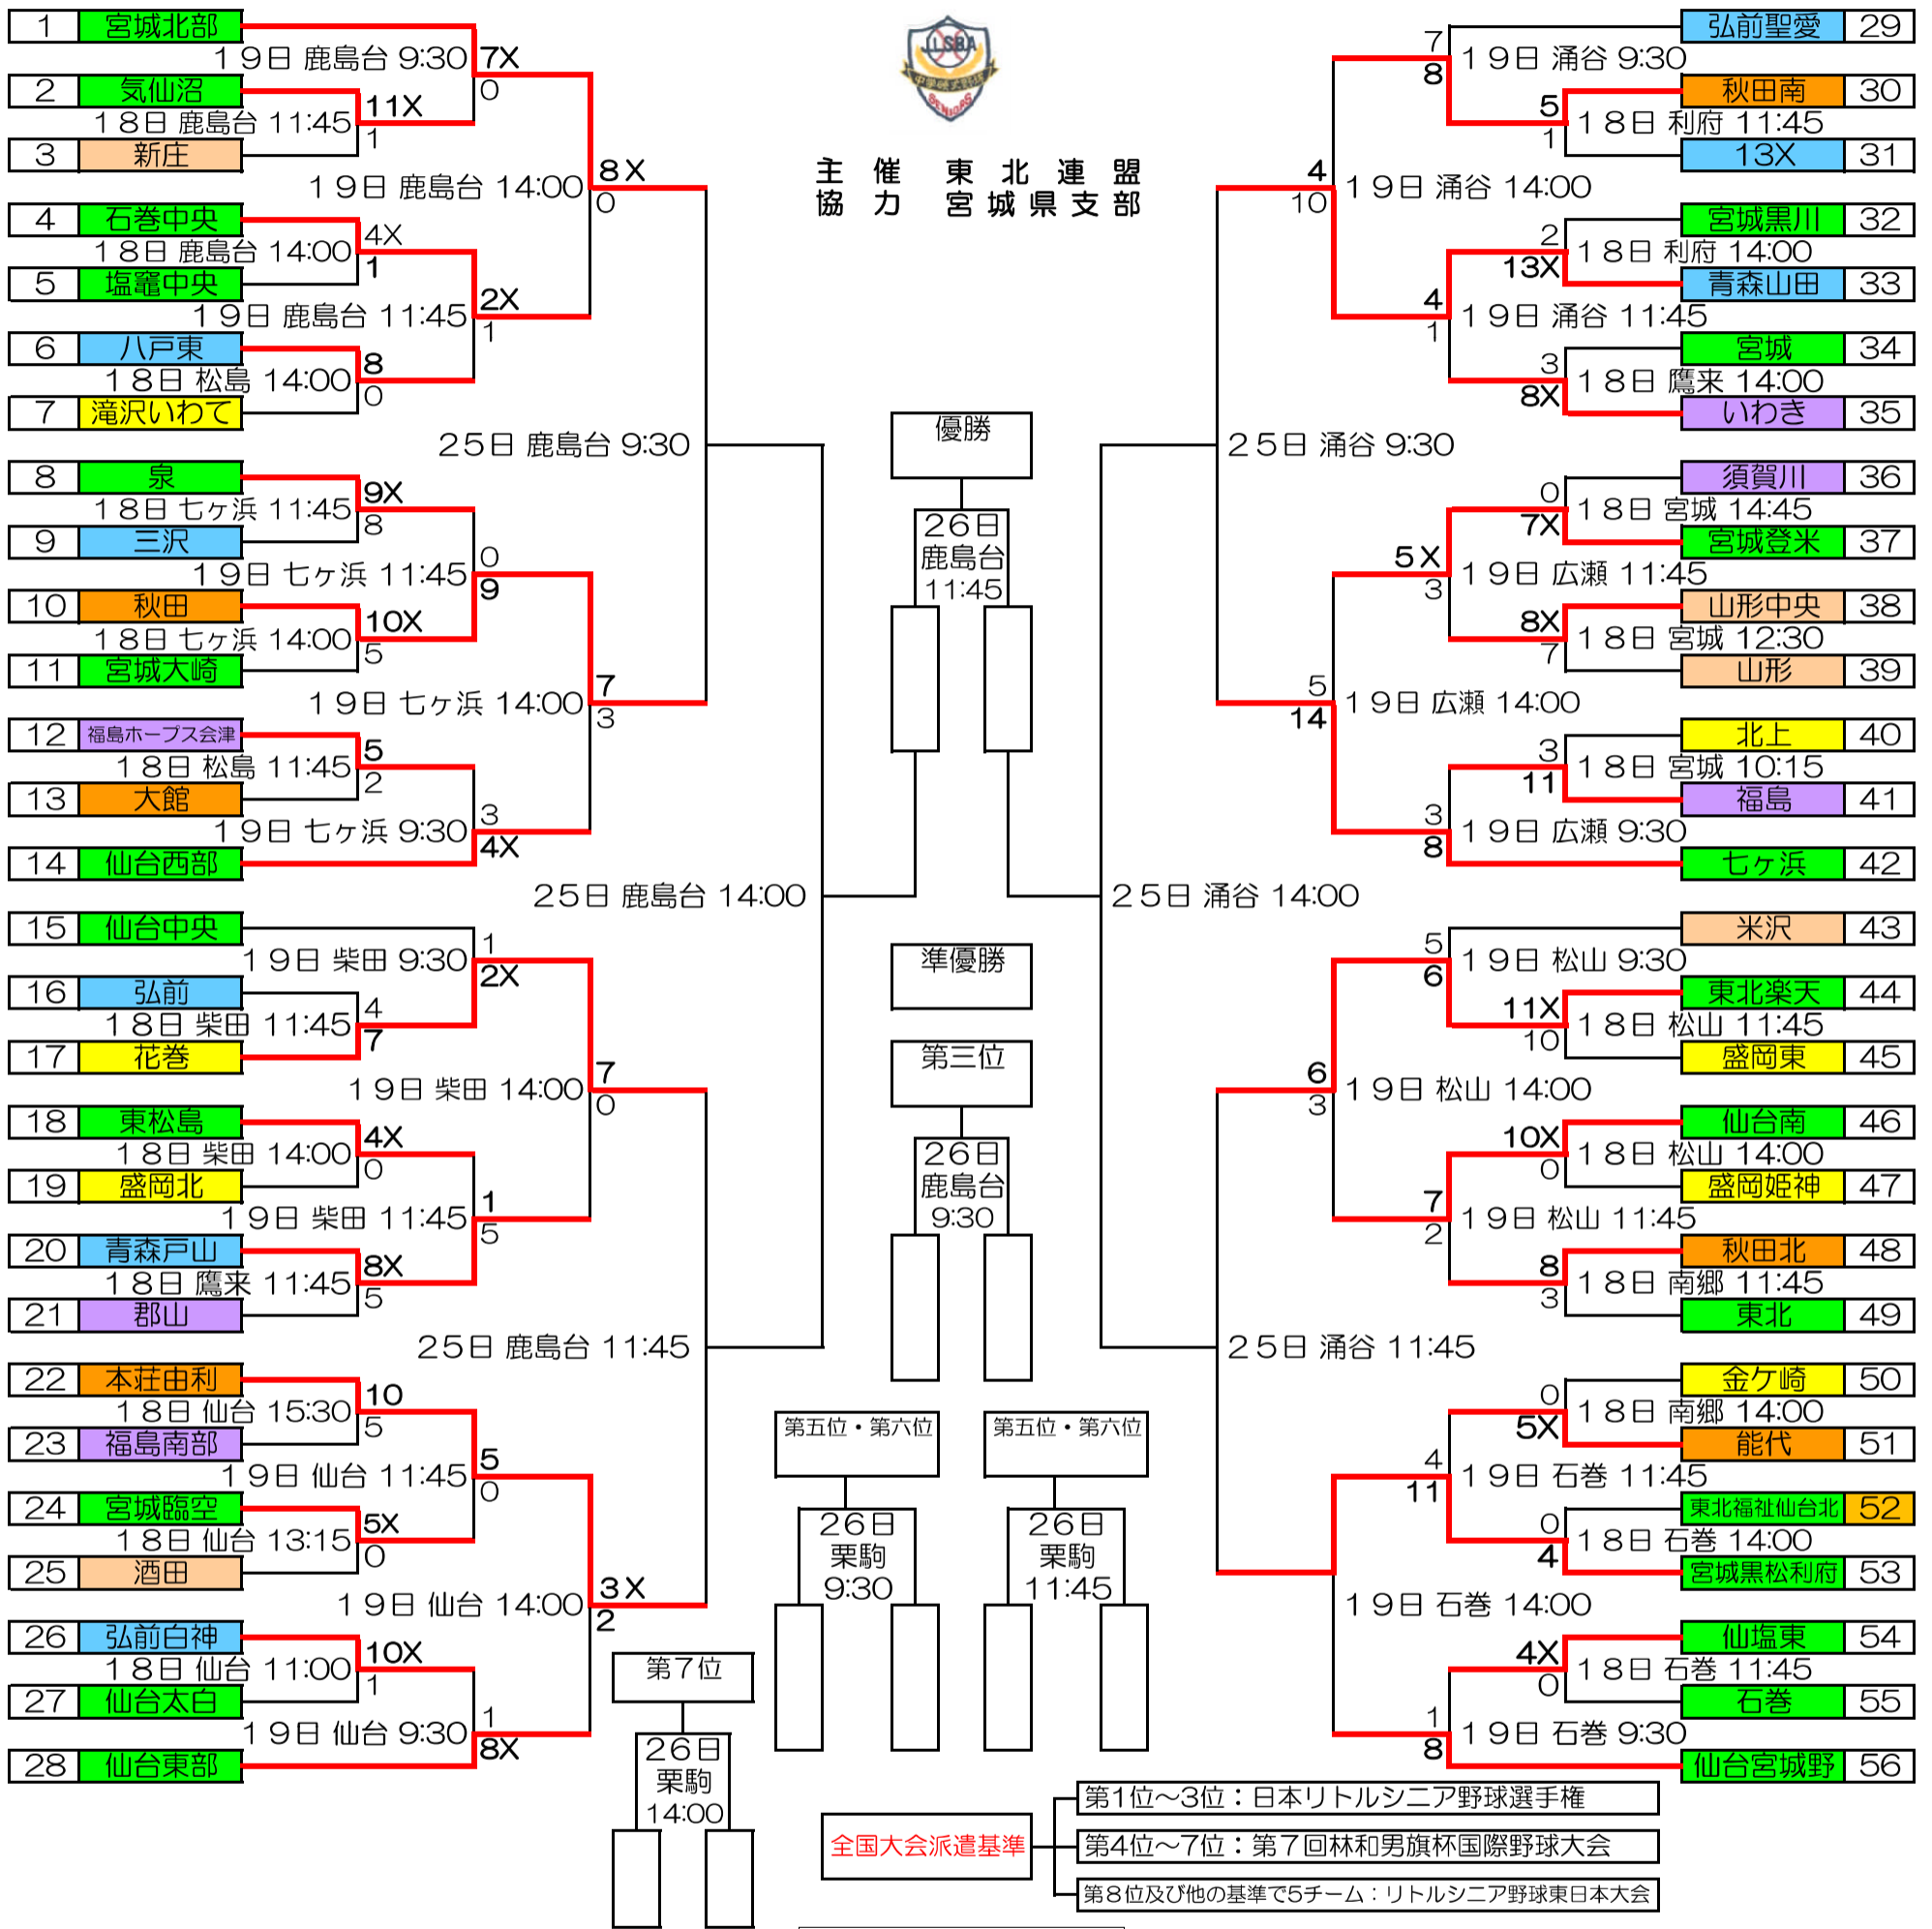 1 宮城北部
19日 鹿島台 9:30
7X
0
2 気仙沼
18日 鹿島台 11:45
11X
1
3 新庄
19日 鹿島台 14:00
8X
0
4 石巻中央
18日 鹿島台 14:00
4X
1
5 塩竈中央
19日 鹿島台 11:45
2X
1
6 八戸東
18日 松島 14:00
8
0
7 滝沢いわて
25日 鹿島台 9:30
8 泉
18日 七ヶ浜 11:45
9X
8
9 三沢
19日 七ヶ浜 11:45
0
9
10 秋田
18日 七ヶ浜 14:00
10X
5
11 宮城大崎
19日 七ヶ浜 14:00
7
3
12 福島ホープス会津
18日 松島 11:45
5
2
13 大館
19日 七ヶ浜 9:30
3
4X
14 仙台西部
25日 鹿島台 14:00
15 仙台中央
19日 柴田 9:30
1
2X
16 弘前
18日 柴田 11:45
4
7
17 花巻
19日 柴田 14:00
7
0
18 東松島
18日 柴田 14:00
4X
0
19 盛岡北
19日 柴田 11:45
1
5
20 青森戸山
18日 鷹来 11:45
8X
5
21 郡山
25日 鹿島台 11:45
22 本荘由利
18日 仙台 15:30
10
5
23 福島南部
19日 仙台 11:45
5
0
24 宮城臨空
18日 仙台 13:15
5X
0
25 酒田
19日 仙台 14:00
3X
2
26 弘前白神
18日 仙台 11:00
10X
1
27 仙台太白
19日 仙台 9:30
1
8X
28 仙台東部
JLSBA
中学硬式野球
SENIORS
主 催 東 北 連 盟
協 力 宮 城 県 支 部
優勝
26日
鹿島台
11:45
準優勝
第三位
26日
鹿島台
9:30
第五位・第六位
26日
栗駒
9:30
第五位・第六位
26日
栗駒
11:45
第7位
26日
栗駒
14:00
全国大会派遣基準
第1位〜3位：日本リトルシニア野球選手権
第4位〜7位：第7回林和男旗杯国際野球大会
第8位及び他の基準で5チーム：リトルシニア野球東日本大会
弘前聖愛 29
7
8
19日 涌谷 9:30
秋田南 30
5
1
18日 利府 11:45
13X 31
4
10
19日 涌谷 14:00
宮城黒川 32
2
13X
18日 利府 14:00
青森山田 33
4
1
19日 涌谷 11:45
宮城 34
3
8X
18日 鷹来 14:00
いわき 35
25日 涌谷 9:30
須賀川 36
0
7X
18日 宮城 14:45
宮城登米 37
5X
3
19日 広瀬 11:45
山形中央 38
8X
7
18日 宮城 12:30
山形 39
5
14
19日 広瀬 14:00
北上 40
3
11
18日 宮城 10:15
福島 41
3
8
19日 広瀬 9:30
七ヶ浜 42
25日 涌谷 14:00
米沢 43
5
6
19日 松山 9:30
東北楽天 44
11X
10
18日 松山 11:45
盛岡東 45
6
3
19日 松山 14:00
仙台南 46
10X
0
18日 松山 14:00
盛岡姫神 47
7
2
19日 松山 11:45
秋田北 48
8
3
18日 南郷 11:45
東北 49
25日 涌谷 11:45
金ケ崎 50
0
5X
18日 南郷 14:00
能代 51
4
11
19日 石巻 11:45
東北福祉仙台北 52
0
4
18日 石巻 14:00
宮城黒松利府 53
19日 石巻 14:00
仙塩東 54
4X
0
18日 石巻 11:45
石巻 55
1
8
19日 石巻 9:30
仙台宮城野 56